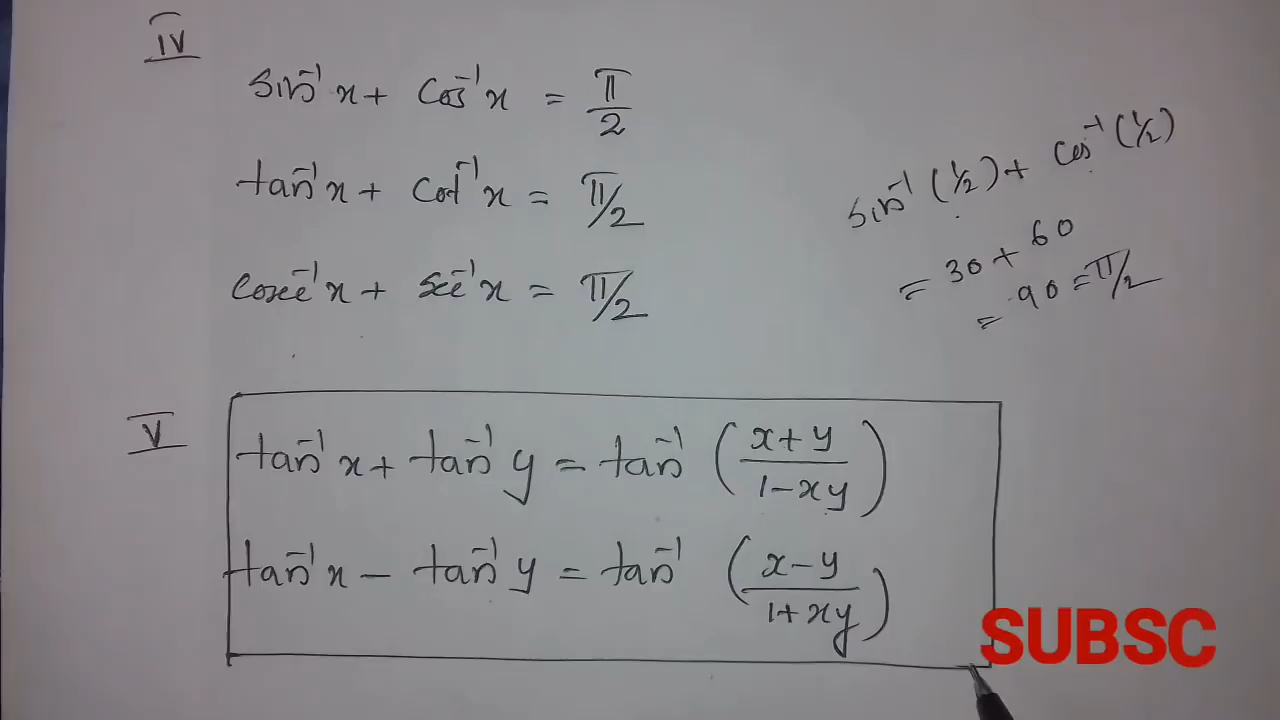 IV
sin⁻¹x + cos⁻¹x = π/2
tan⁻¹x + cot⁻¹x = π/2
cosec⁻¹x + sec⁻¹x = π/2
sin⁻¹(1/2) + cos⁻¹(1/2)
= 30 + 60
= 90 = π/2
V
tan⁻¹x + tan⁻¹y = tan⁻¹((x+y)/(1-xy))
tan⁻¹x - tan⁻¹y = tan⁻¹((x-y)/(1+xy))
SUBSC